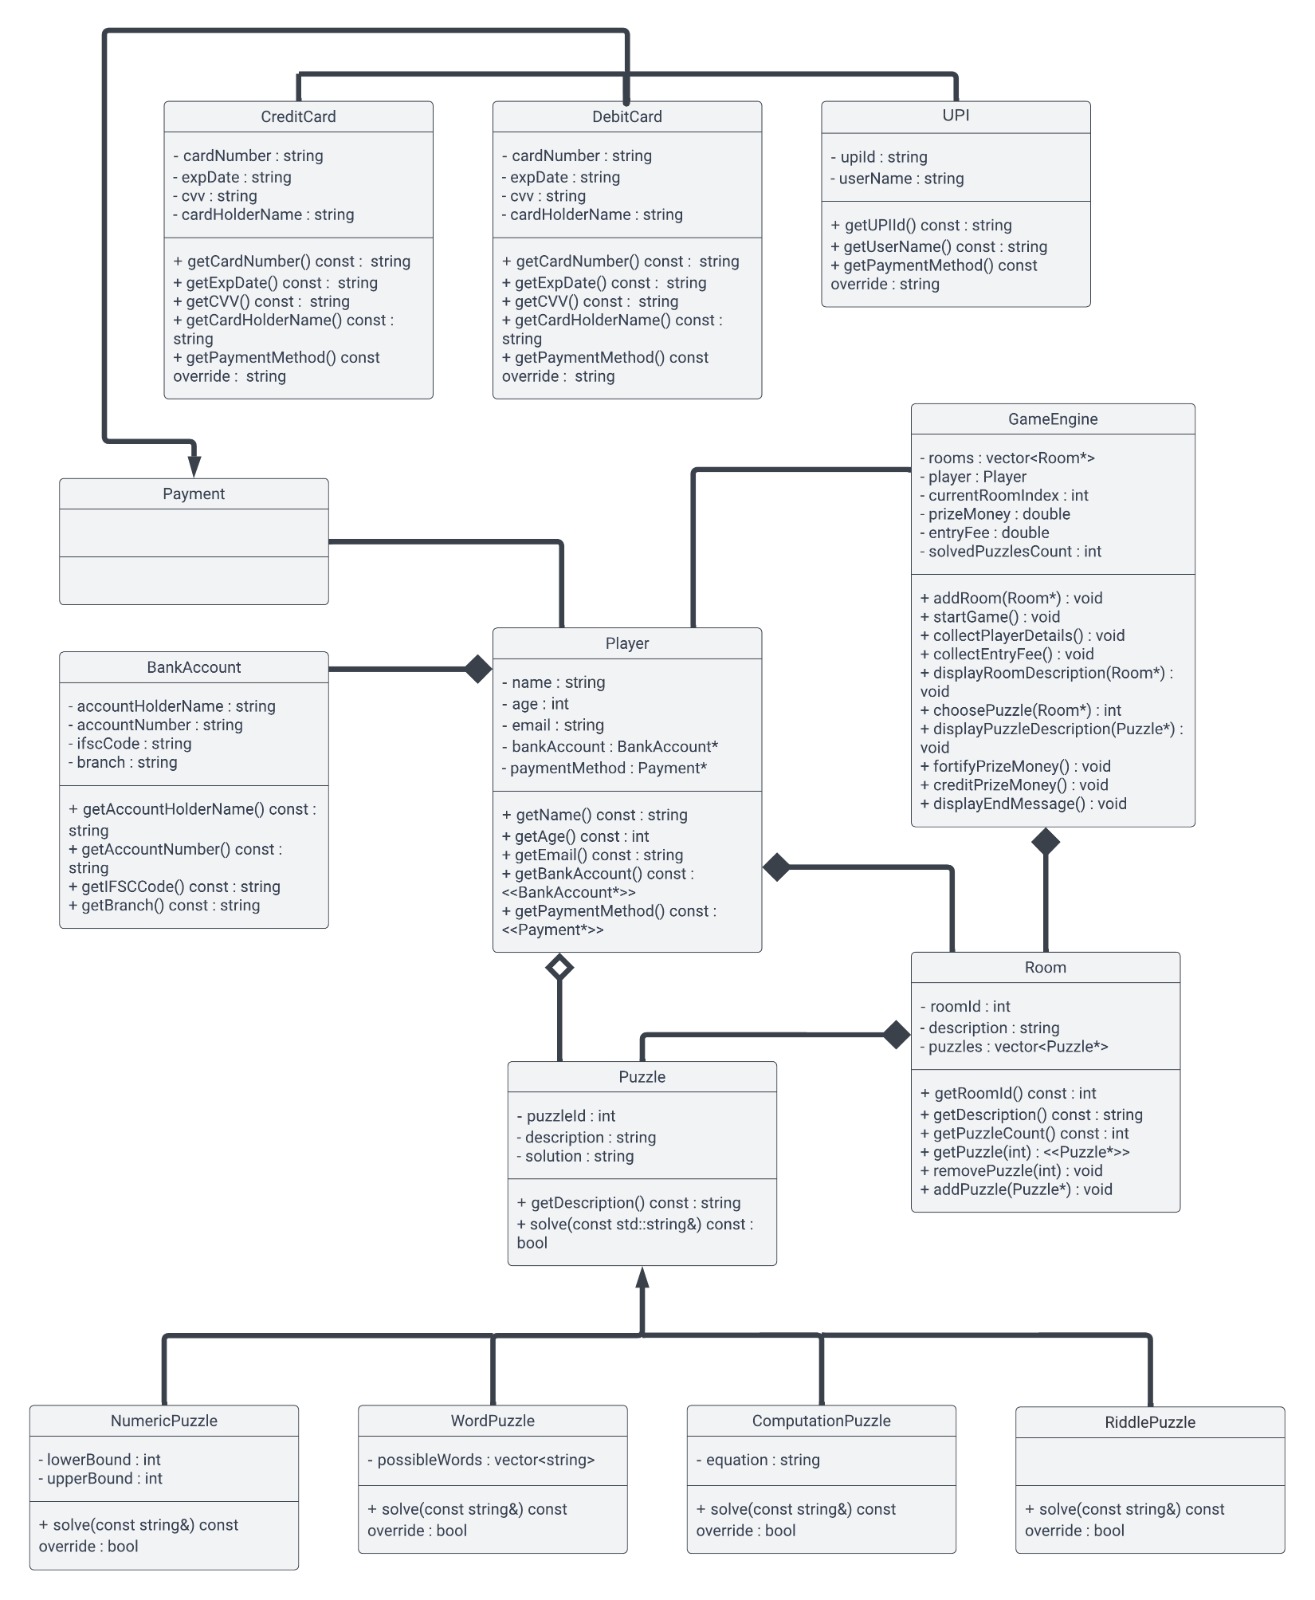 CreditCard
- cardNumber : string
- expDate : string
- cvv : string
- cardHolderName : string
+ getCardNumber() const :  string
+ getExpDate() const :  string
+ getCVV() const :  string
+ getCardHolderName() const :
string
+ getPaymentMethod() const
override :  string
DebitCard
- cardNumber : string
- expDate : string
- cvv : string
- cardHolderName : string
+ getCardNumber() const :  string
+ getExpDate() const :  string
+ getCVV() const :  string
+ getCardHolderName() const :
string
+ getPaymentMethod() const
override :  string
UPI
- upiId : string
- userName : string
+ getUPIId() const : string
+ getUserName() const : string
+ getPaymentMethod() const
override : string
GameEngine
- rooms : vector<Room*>
- player : Player
- currentRoomIndex : int
- prizeMoney : double
- entryFee : double
- solvedPuzzlesCount : int
+ addRoom(Room*) : void
+ startGame() : void
+ collectPlayerDetails() : void
+ collectEntryFee() : void
+ displayRoomDescription(Room*) :
void
+ choosePuzzle(Room*) : int
+ displayPuzzleDescription(Puzzle*) :
void
+ fortifyPrizeMoney() : void
+ creditPrizeMoney() : void
+ displayEndMessage() : void
Payment
BankAccount
- accountHolderName : string
- accountNumber : string
- ifscCode : string
- branch : string
+ getAccountHolderName() const :
string
+ getAccountNumber() const :
string
+ getIFSCCode() const : string
+ getBranch() const : string
Player
- name : string
- age : int
- email : string
- bankAccount : BankAccount*
- paymentMethod : Payment*
+ getName() const : string
+ getAge() const : int
+ getEmail() const : string
+ getBankAccount() const :
<<BankAccount*>>
+ getPaymentMethod() const :
<<Payment*>>
Room
- roomId : int
- description : string
- puzzles : vector<Puzzle*>
+ getRoomId() const : int
+ getDescription() const : string
+ getPuzzleCount() const : int
+ getPuzzle(int) : <<Puzzle*>>
+ removePuzzle(int) : void
+ addPuzzle(Puzzle*) : void
Puzzle
- puzzleId : int
- description : string
- solution : string
+ getDescription() const : string
+ solve(const std::string&) const :
bool
NumericPuzzle
- lowerBound : int
- upperBound : int
+ solve(const string&) const
override : bool
WordPuzzle
- possibleWords : vector<string>
+ solve(const string&) const
override : bool
ComputationPuzzle
- equation : string
+ solve(const string&) const
override : bool
RiddlePuzzle
+ solve(const string&) const
override : bool